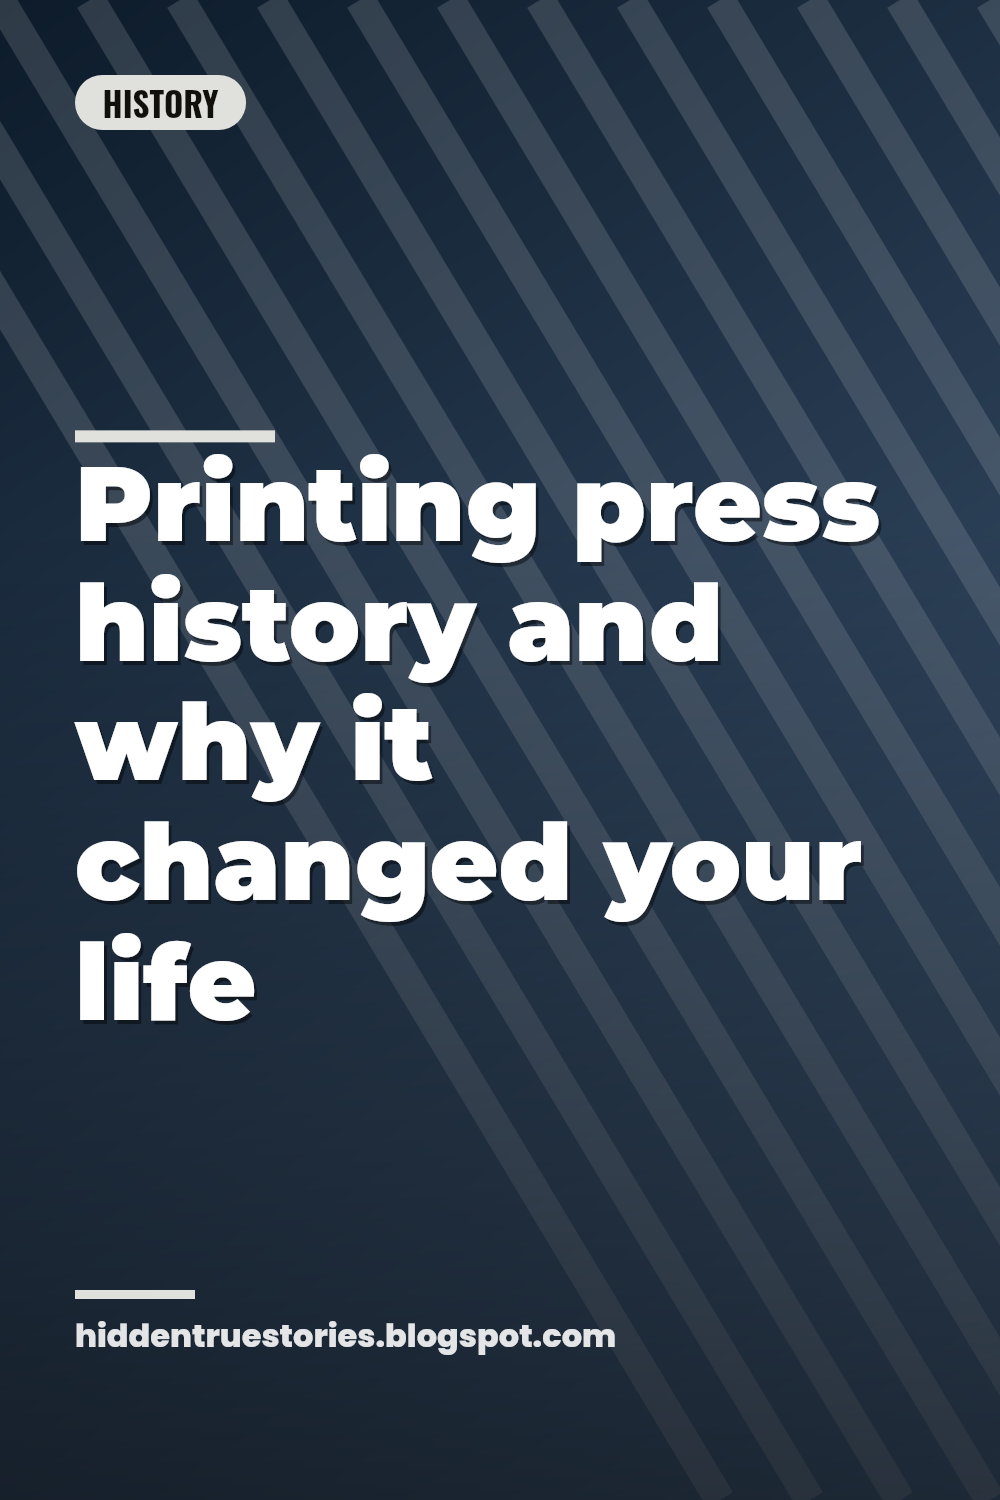 HISTORY
Printing press
history and
why it
changed your
life
hiddentruestories.blogspot.com